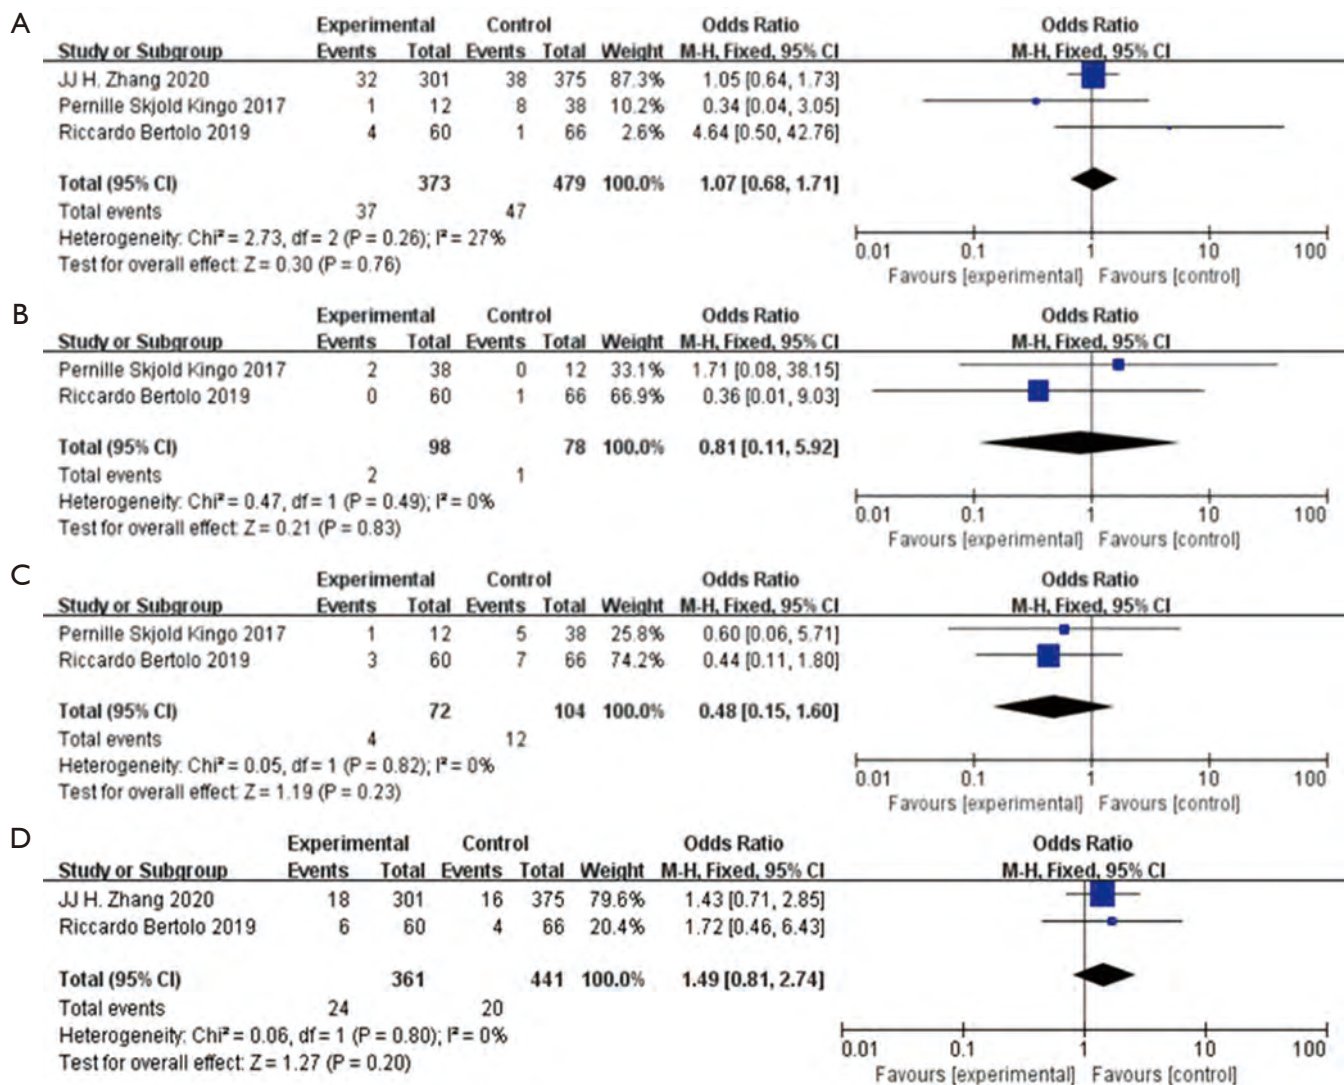 A
Experimental Control Odds Ratio Odds Ratio
Study or Subgroup Events Total Events Total Weight M-H, Fixed, 95% CI M-H, Fixed, 95% CI
JJ H. Zhang 2020 32 301 38 375 87.3% 1.05 [0.64, 1.73]
Pernille Skjold Kingo 2017 1 12 8 38 10.2% 0.34 [0.04, 3.05]
Riccardo Bertolo 2019 4 60 1 66 2.6% 4.64 [0.50, 42.76]
Total (95% CI) 373 479 100.0% 1.07 [0.68, 1.71]
Total events 37 47
Heterogeneity: Chi² = 2.73, df = 2 (P = 0.26); I² = 27%
Test for overall effect: Z = 0.30 (P = 0.76)
0.01 0.1 1 10 100
Favours [experimental] Favours [control]
B
Experimental Control Odds Ratio Odds Ratio
Study or Subgroup Events Total Events Total Weight M-H, Fixed, 95% CI M-H, Fixed, 95% CI
Pernille Skjold Kingo 2017 2 38 0 12 33.1% 1.71 [0.08, 38.15]
Riccardo Bertolo 2019 0 60 1 66 66.9% 0.36 [0.01, 9.03]
Total (95% CI) 98 78 100.0% 0.81 [0.11, 5.92]
Total events 2 1
Heterogeneity: Chi² = 0.47, df = 1 (P = 0.49); I² = 0%
Test for overall effect: Z = 0.21 (P = 0.83)
0.01 0.1 1 10 100
Favours [experimental] Favours [control]
C
Experimental Control Odds Ratio Odds Ratio
Study or Subgroup Events Total Events Total Weight M-H, Fixed, 95% CI M-H, Fixed, 95% CI
Pernille Skjold Kingo 2017 1 12 5 38 25.8% 0.60 [0.06, 5.71]
Riccardo Bertolo 2019 3 60 7 66 74.2% 0.44 [0.11, 1.80]
Total (95% CI) 72 104 100.0% 0.48 [0.15, 1.60]
Total events 4 12
Heterogeneity: Chi² = 0.05, df = 1 (P = 0.82); I² = 0%
Test for overall effect: Z = 1.19 (P = 0.23)
0.01 0.1 1 10 100
Favours [experimental] Favours [control]
D
Experimental Control Odds Ratio Odds Ratio
Study or Subgroup Events Total Events Total Weight M-H, Fixed, 95% CI M-H, Fixed, 95% CI
JJ H. Zhang 2020 18 301 16 375 79.6% 1.43 [0.71, 2.85]
Riccardo Bertolo 2019 6 60 4 66 20.4% 1.72 [0.46, 6.43]
Total (95% CI) 361 441 100.0% 1.49 [0.81, 2.74]
Total events 24 20
Heterogeneity: Chi² = 0.06, df = 1 (P = 0.80); I² = 0%
Test for overall effect: Z = 1.27 (P = 0.20)
0.01 0.1 1 10 100
Favours [experimental] Favours [control]